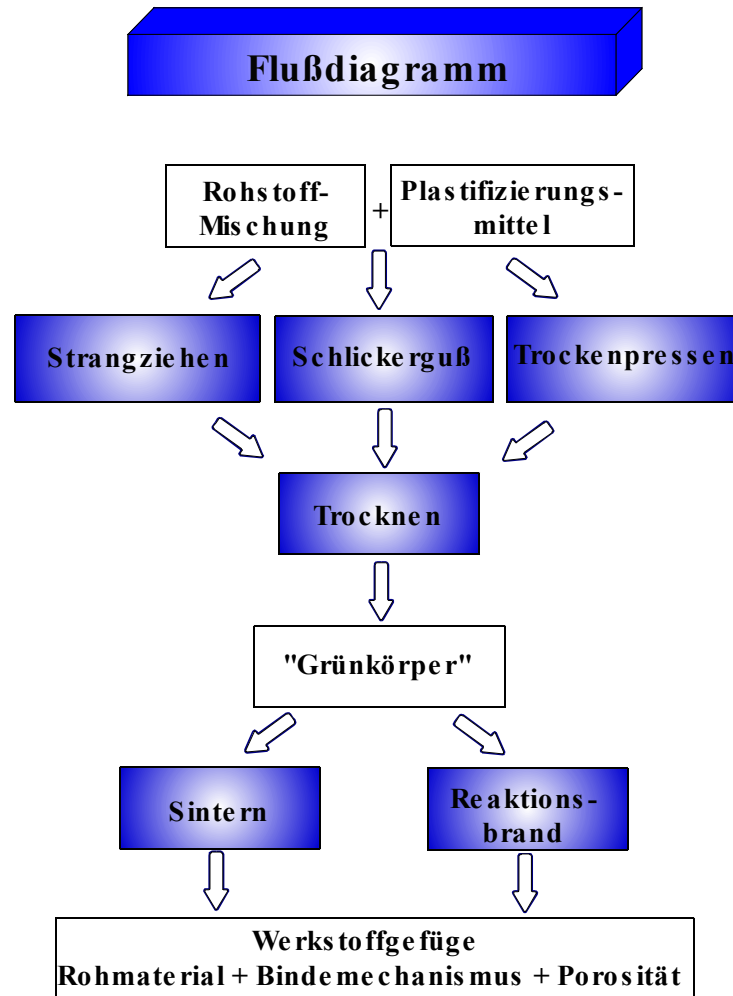 Flußdiagramm
Rohstoff-
Mischung
+
Plastifizierungs-
mittel
Strangziehen
Schlickerguß
Trockenpressen
Trocknen
"Grünkörper"
Sintern
Reaktions-
brand
Werkstoffgefüge
Rohmaterial + Bindemechanismus + Porosität